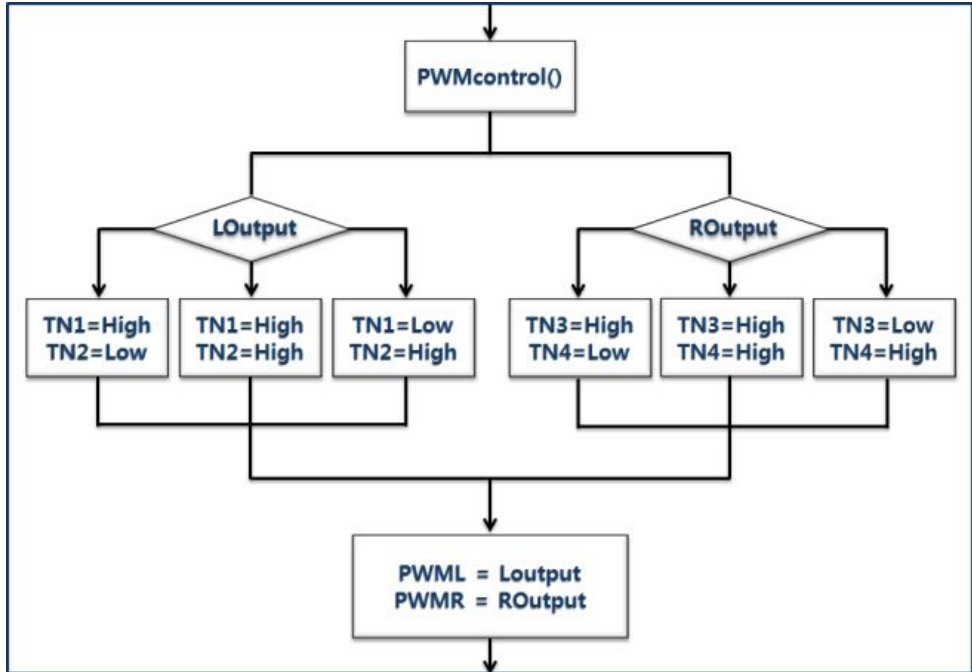 PWMcontrol()
LOutput
ROutput
TN1=High
TN2=Low
TN1=High
TN2=High
TN1=Low
TN2=High
TN3=High
TN4=Low
TN3=High
TN4=High
TN3=Low
TN4=High
PWML = Loutput
PWMR = ROutput